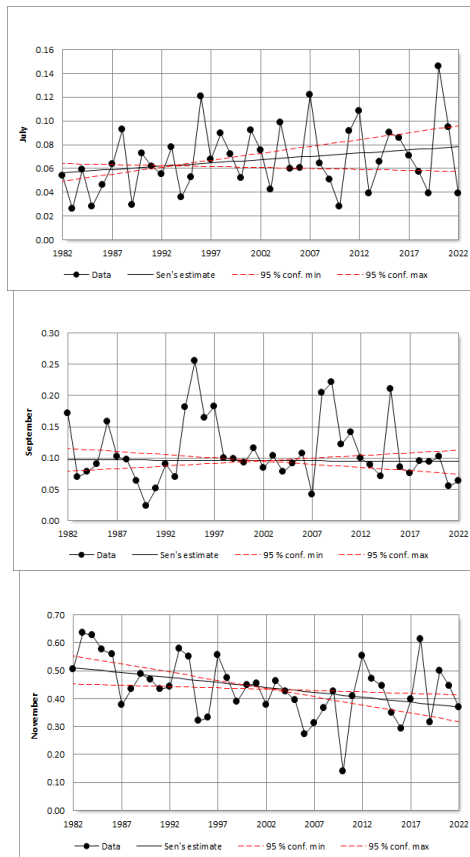 0.16
0.14
0.12
0.10
0.08
0.06
0.04
0.02
0.00
July
1982 1987 1992 1997 2002 2007 2012 2017 2022
Data Sen's estimate 95 % conf. min 95 % conf. max
0.30
0.25
0.20
0.15
0.10
0.05
0.00
September
1982 1987 1992 1997 2002 2007 2012 2017 2022
Data Sen's estimate 95 % conf. min 95 % conf. max
0.70
0.60
0.50
0.40
0.30
0.20
0.10
0.00
November
1982 1987 1992 1997 2002 2007 2012 2017 2022
Data Sen's estimate 95 % conf. min 95 % conf. max